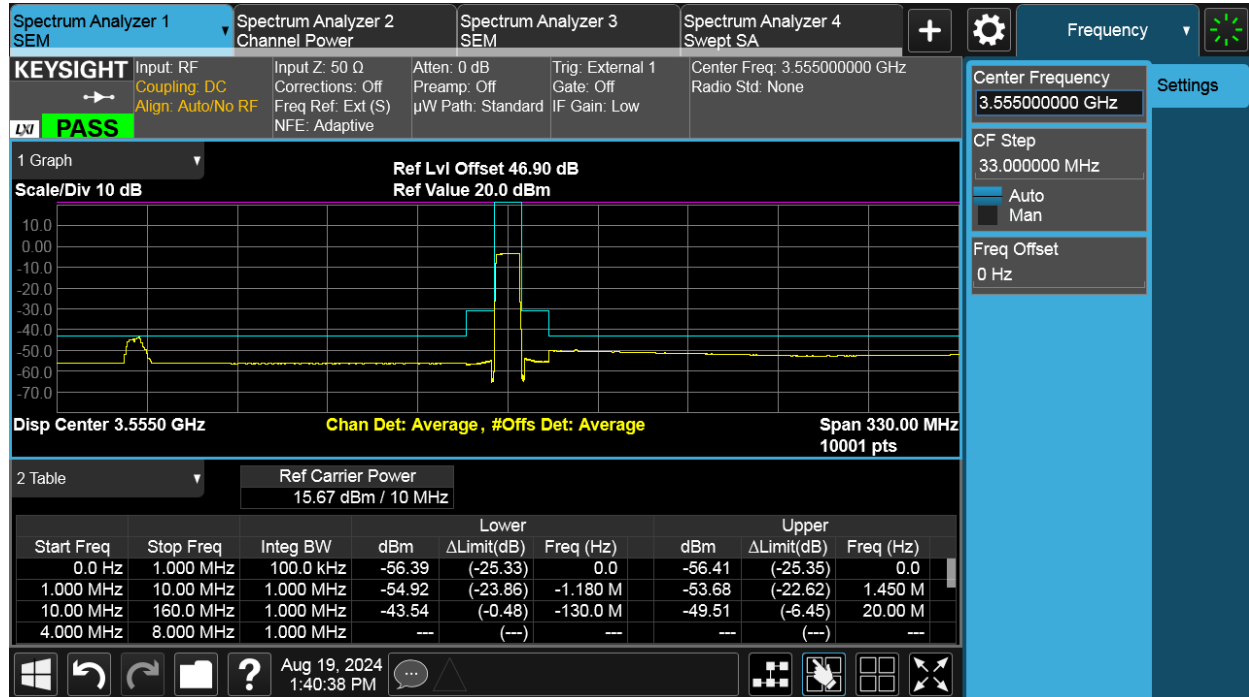 Spectrum Analyzer 1
SEM
Spectrum Analyzer 2
Channel Power
Spectrum Analyzer 3
SEM
Spectrum Analyzer 4
Swept SA
+
Frequency
KEYSIGHT
LXI
PASS
Input: RF
Coupling: DC
Align: Auto/No RF
Input Z: 50 Ω
Corrections: Off
Freq Ref: Ext (S)
NFE: Adaptive
Atten: 0 dB
Preamp: Off
µW Path: Standard
Trig: External 1
Gate: Off
IF Gain: Low
Center Freq: 3.555000000 GHz
Radio Std: None
Center Frequency
3.555000000 GHz
Settings
CF Step
33.000000 MHz
Auto
Man
Freq Offset
0 Hz
1 Graph
Scale/Div 10 dB
Ref Lvl Offset 46.90 dB
Ref Value 20.0 dBm
10.0
0.00
-10.0
-20.0
-30.0
-40.0
-50.0
-60.0
-70.0
Disp Center 3.5550 GHz
Chan Det: Average , #Offs Det: Average
Span 330.00 MHz
10001 pts
2 Table
Ref Carrier Power
15.67 dBm / 10 MHz
Lower Upper
Start Freq Stop Freq Integ BW dBm ΔLimit(dB) Freq (Hz) dBm ΔLimit(dB) Freq (Hz)
0.0 Hz 1.000 MHz 100.0 kHz -56.39 (-25.33) 0.0 -56.41 (-25.35) 0.0
1.000 MHz 10.00 MHz 1.000 MHz -54.92 (-23.86) -1.180 M -53.68 (-22.62) 1.450 M
10.00 MHz 160.0 MHz 1.000 MHz -43.54 (-0.48) -130.0 M -49.51 (-6.45) 20.00 M
4.000 MHz 8.000 MHz 1.000 MHz --- (---) --- --- (---) ---
?
Aug 19, 2024
1:40:38 PM